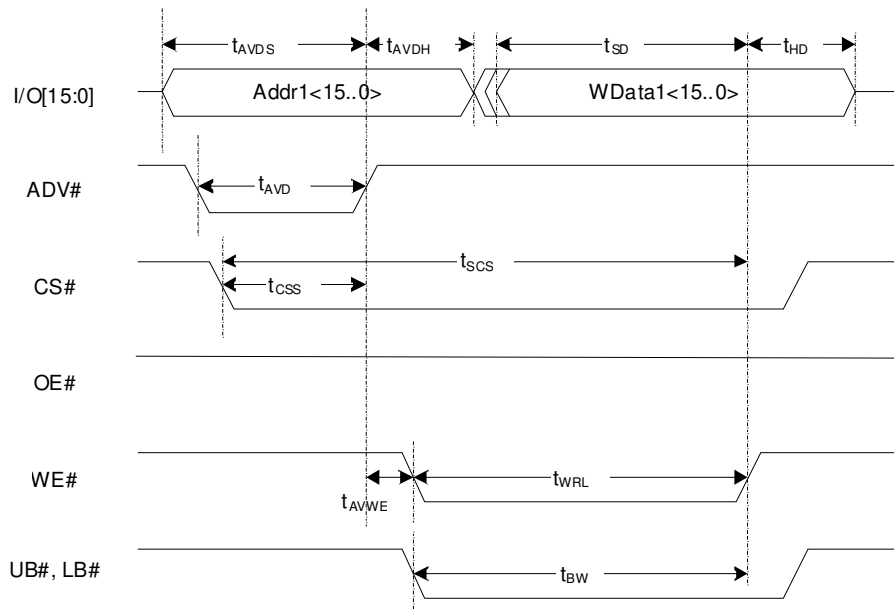 tAVDS tAVDH tSD tHD
I/O[15:0] Addr1<15..0> WData1<15..0>
ADV# tAVD
tSCS
CS# tCSS
OE#
WE# tWRL
tAVWE
UB#, LB# tBW